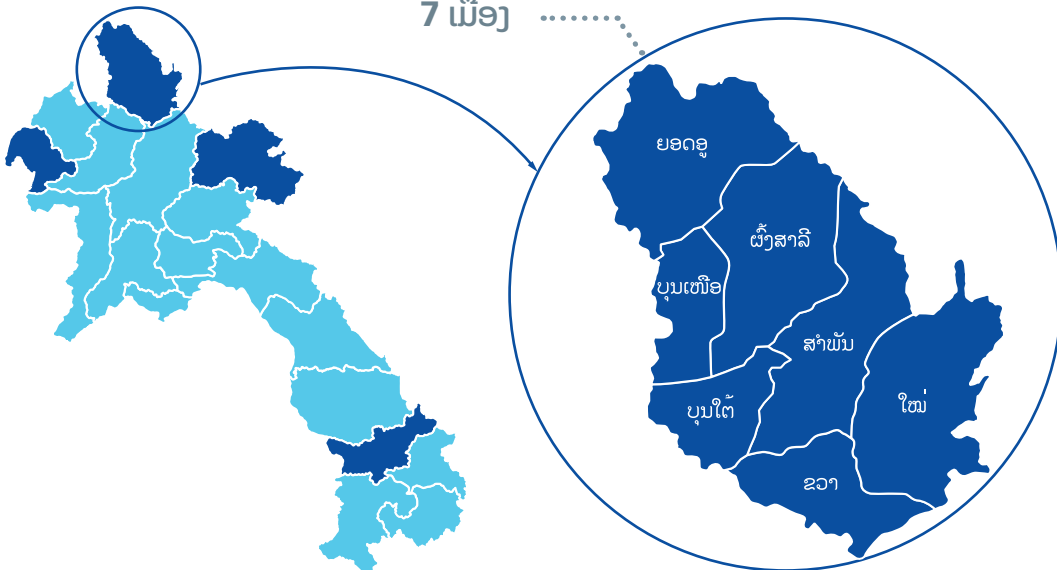 7 ເມືອງ
ຍອດອູ
ຜົ້ງສາລີ
ບຸນເໜືອ
ສຳພັນ
ບຸນໃຕ້
ໃໝ່
ຂວາ